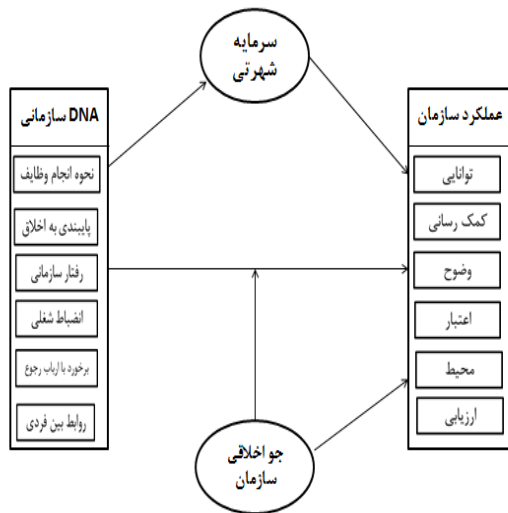 سرمایه
شهرتی
DNA سازمانی
نحوه انجام وظایف
پایبندی به اخلاق
رفتار سازمانی
انضباط شغلی
برخورد با ارباب رجوع
روابط بین فردی
عملکرد سازمان
توانایی
کمک رسانی
وضوح
اعتبار
محیط
ارزیابی
جو اخلاقی
سازمان